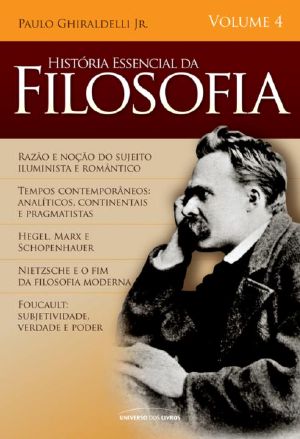 PAULO GHIRALDELLI JR.
VOLUME 4
HISTÓRIA ESSENCIAL DA
FILOSOFIA
RAZÃO E NOÇÃO DO SUJEITO
ILUMINISTA E ROMÂNTICO
TEMPOS CONTEMPORÂNEOS:
ANALÍTICOS, CONTINENTAIS
E PRAGMATISTAS
HEGEL, MARX E
SCHOPENHAUER
NIETZSCHE E O FIM
DA FILOSOFIA MODERNA
FOUCAULT:
SUBJETIVIDADE,
VERDADE E PODER
UNIVERSO DOS LIVROS